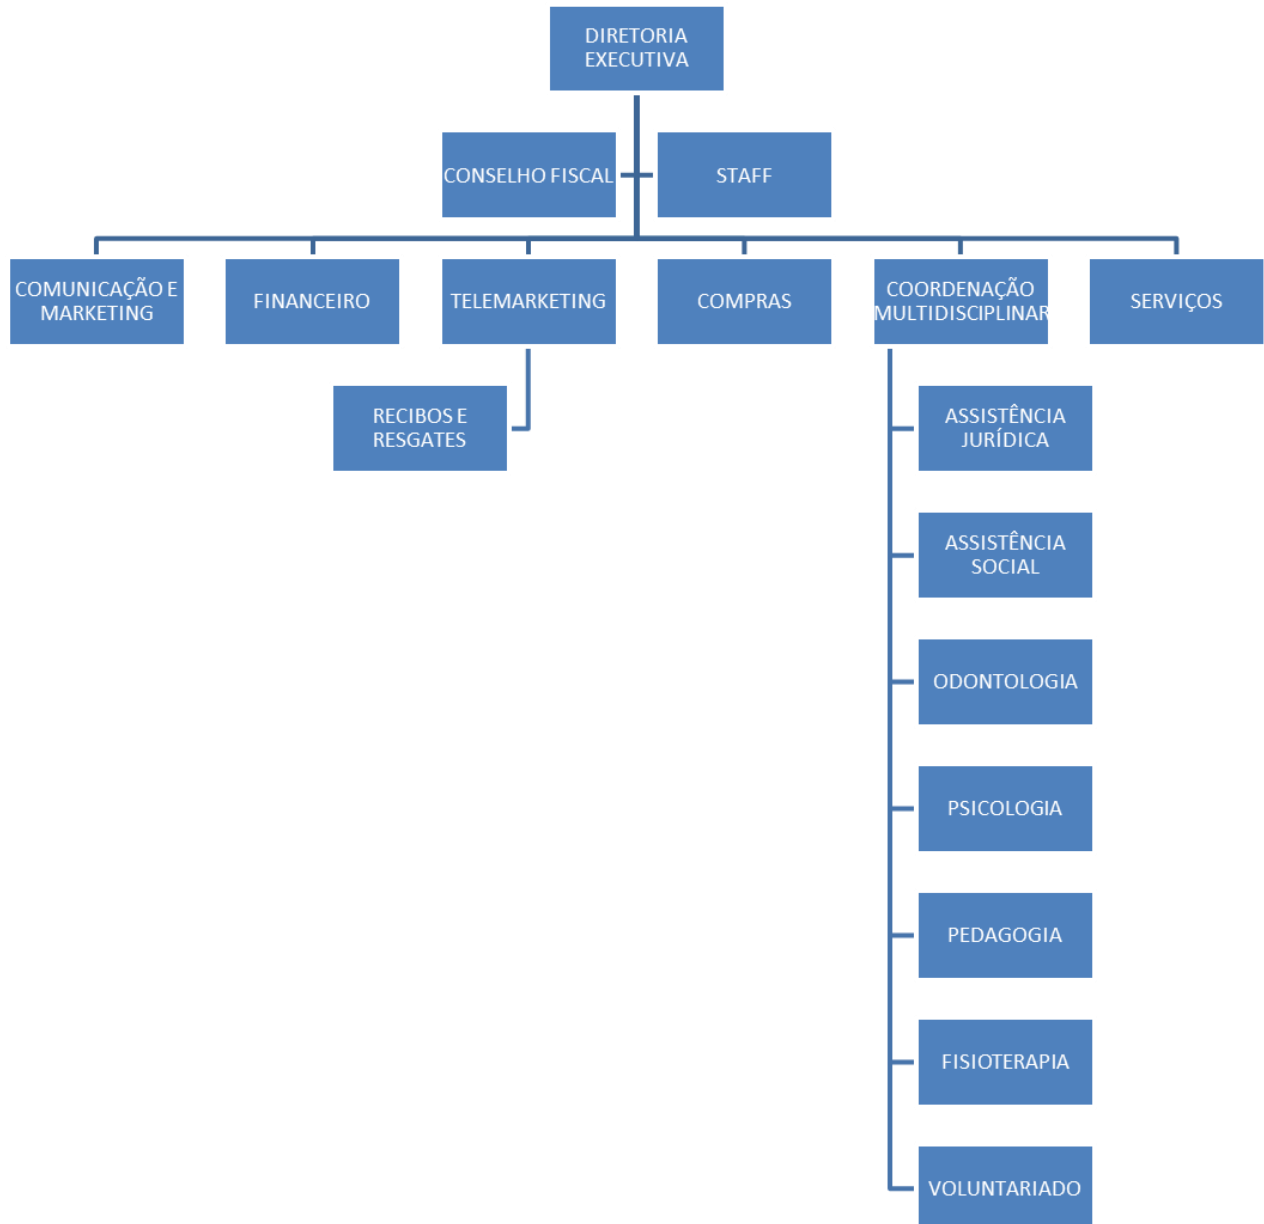 DIRETORIA
EXECUTIVA
CONSELHO FISCAL
STAFF
COMUNICAÇÃO E
MARKETING
FINANCEIRO
TELEMARKETING
COMPRAS
COORDENAÇÃO
MULTIDISCIPLINAR
SERVIÇOS
RECIBOS E
RESGATES
ASSISTÊNCIA
JURÍDICA
ASSISTÊNCIA
SOCIAL
ODONTOLOGIA
PSICOLOGIA
PEDAGOGIA
FISIOTERAPIA
VOLUNTARIADO